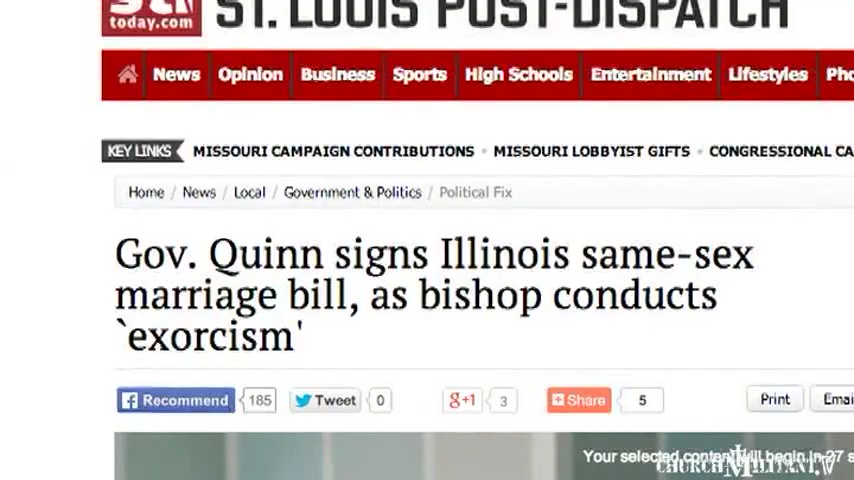 ST. LOUIS POST-DISPATCH
today.com
News Opinion Business Sports High Schools Entertainment Lifestyles
KEY LINKS MISSOURI CAMPAIGN CONTRIBUTIONS • MISSOURI LOBBYIST GIFTS • CONGRESSIONAL
Home / News / Local / Government & Politics / Political Fix
Gov. Quinn signs Illinois same-sex
marriage bill, as bishop conducts
`exorcism'
Recommend 185 Tweet 0 g+1 3 Share 5 Print
Your selected content will begin in 27
CHURCHMILITANT.TV